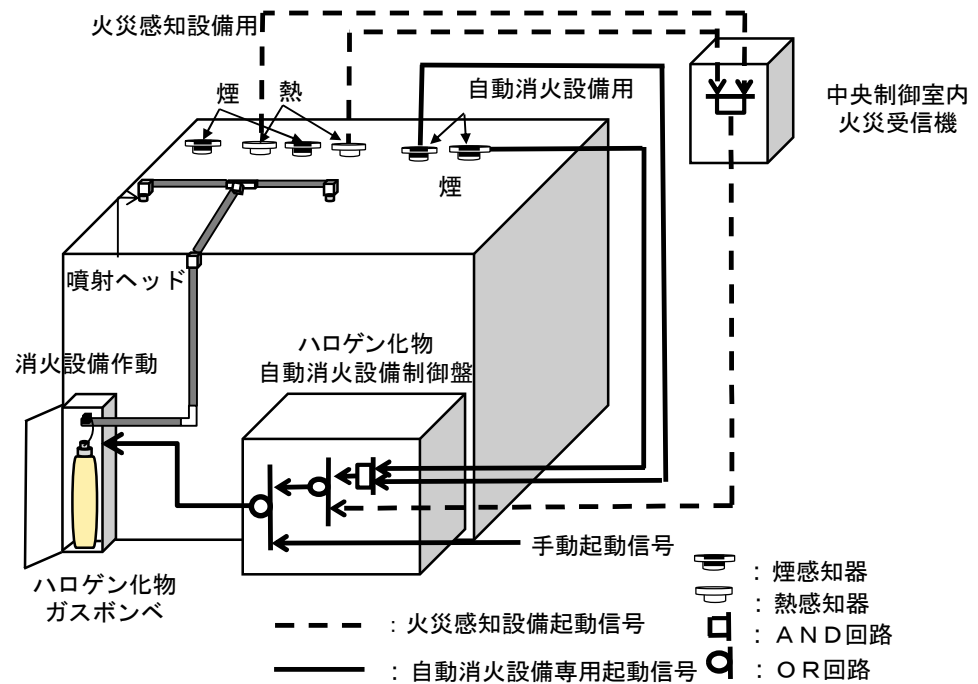 火災感知設備用
煙
熱
自動消火設備用
中央制御室内
火災受信機
煙
噴射ヘッド
ハロゲン化物
自動消火設備制御盤
消火設備作動
手動起動信号
ハロゲン化物
ガスボンベ
：煙感知器
：熱感知器
：ＡＮＤ回路
：ＯＲ回路
：火災感知設備起動信号
：自動消火設備専用起動信号